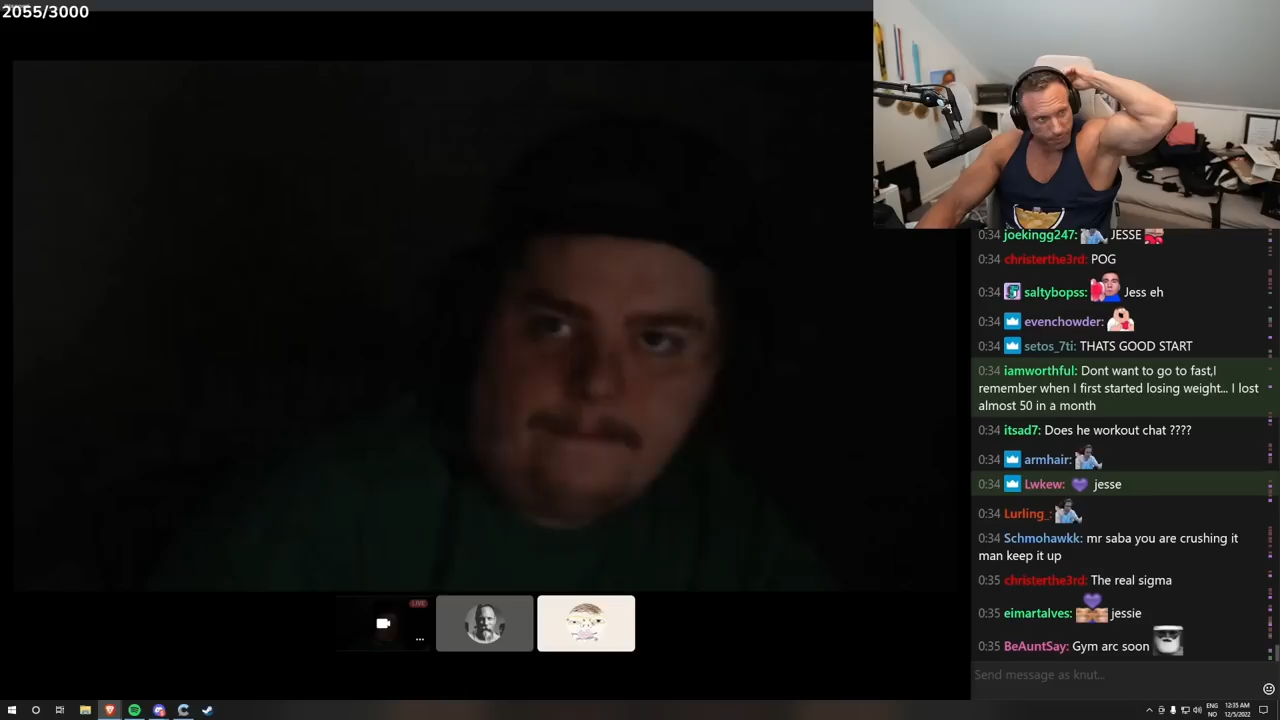 2055/3000
0:34 joekingg247: JESSE
0:34 christerthe3rd: POG
0:34 saltybopss: Jess eh
0:34 evenchowder:
0:34 setos_7ti: THATS GOOD START
0:34 iamworthful: Dont want to go to fast,I
remember when I first started losing weight... I lost
almost 50 in a month
0:34 itsad7: Does he workout chat ????
0:34 armhair:
0:34 Lwkew: jesse
0:34 Lurling_:
0:34 Schmohawkk: mr saba you are crushing it
man keep it up
0:35 christerthe3rd: The real sigma
0:35 eimartalves: jessie
0:35 BeAuntSay: Gym arc soon
LIVE
...
Send message as knut...
ENG
NO
12:35 AM
12/5/2022